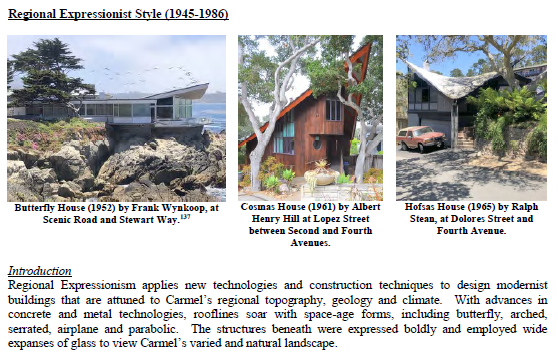 Regional Expressionist Style (1945-1986)
Butterfly House (1952) by Frank Wynkoop, at
Scenic Road and Stewart Way.137
Cosmas House (1961) by Albert
Henry Hill at Lopez Street
between Second and Fourth
Avenues.
Hofsas House (1965) by Ralph
Stean, at Dolores Street and
Fourth Avenue.
Introduction
Regional Expressionism applies new technologies and construction techniques to design modernist
buildings that are attuned to Carmel's regional topography, geology and climate.  With advances in
concrete and metal technologies, rooflines soar with space-age forms, including butterfly, arched,
serrated, airplane and parabolic.  The structures beneath were expressed boldly and employed wide
expanses of glass to view Carmel's varied and natural landscape.